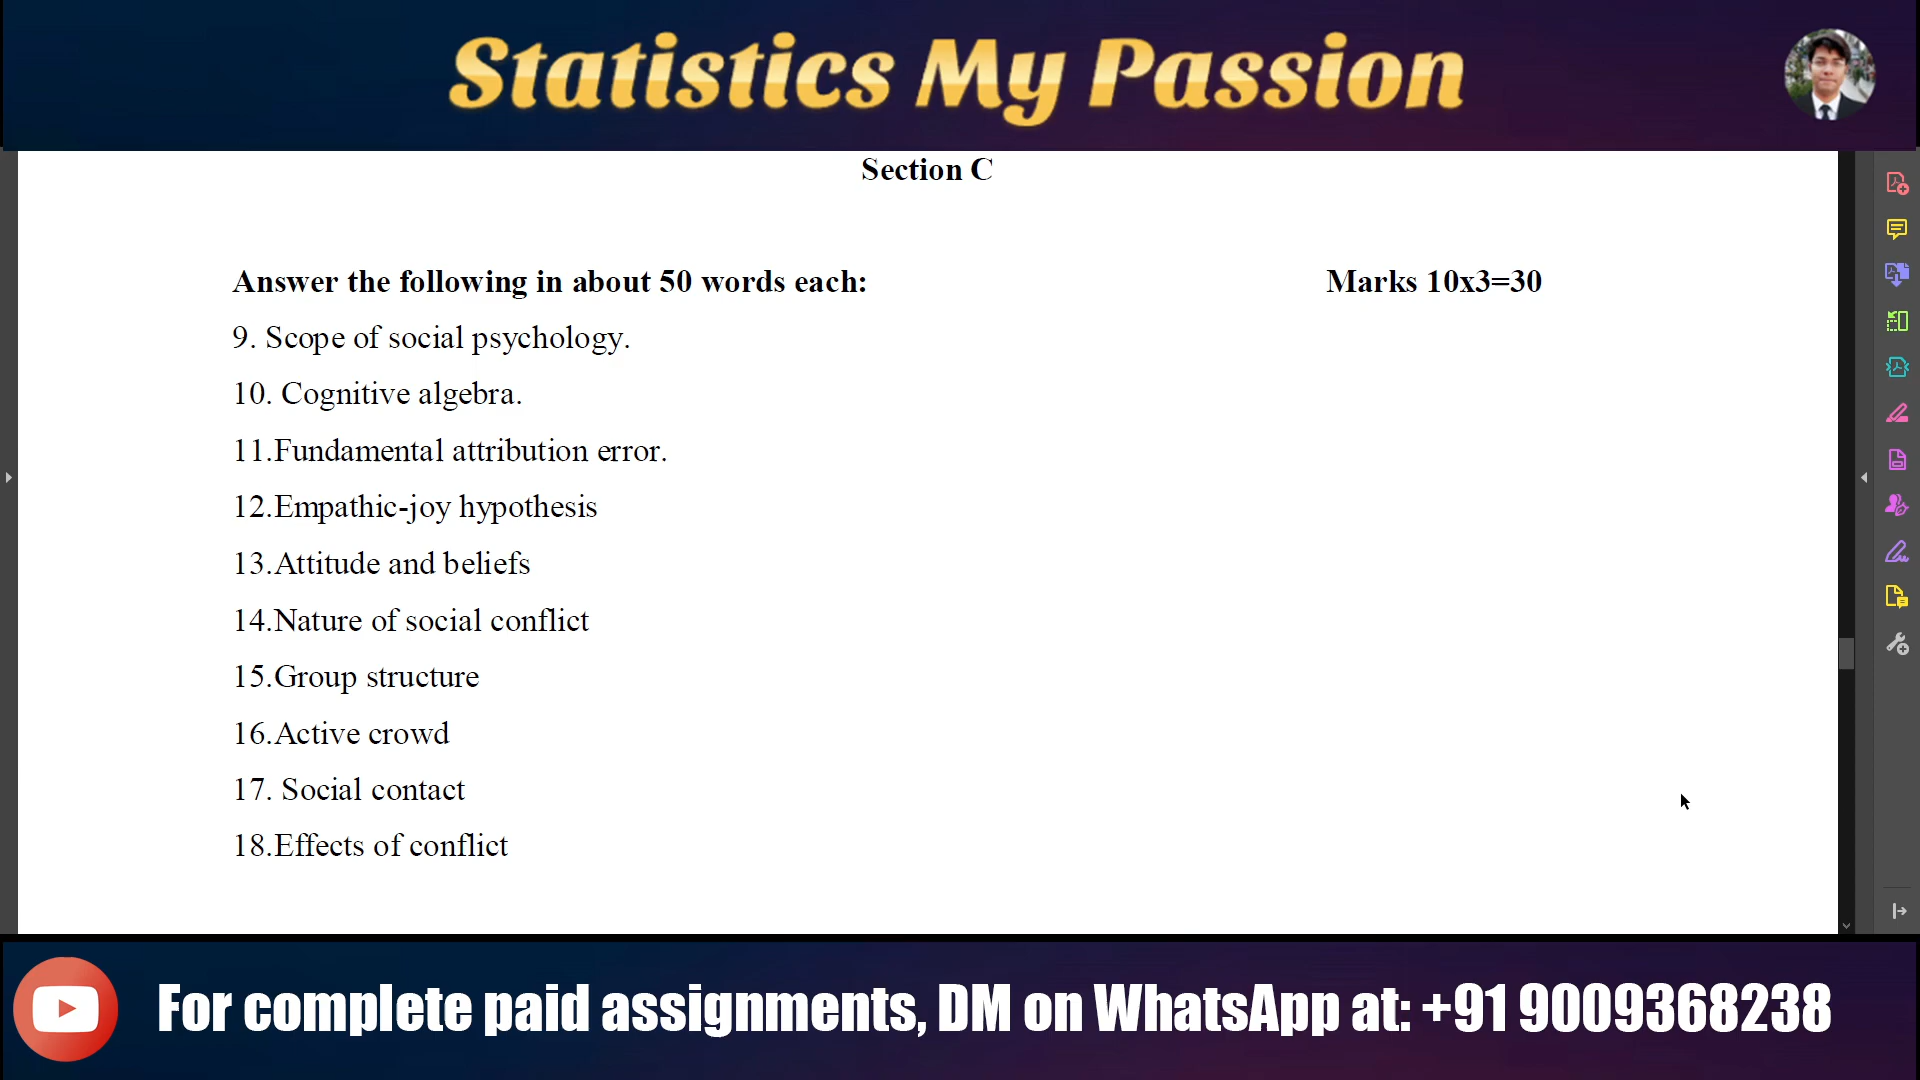 Statistics My Passion
Section C
Answer the following in about 50 words each: Marks 10x3=30
9. Scope of social psychology.
10. Cognitive algebra.
11.Fundamental attribution error.
12.Empathic-joy hypothesis
13.Attitude and beliefs
14.Nature of social conflict
15.Group structure
16.Active crowd
17. Social contact
18.Effects of conflict
For complete paid assignments, DM on WhatsApp at: +91 9009368238